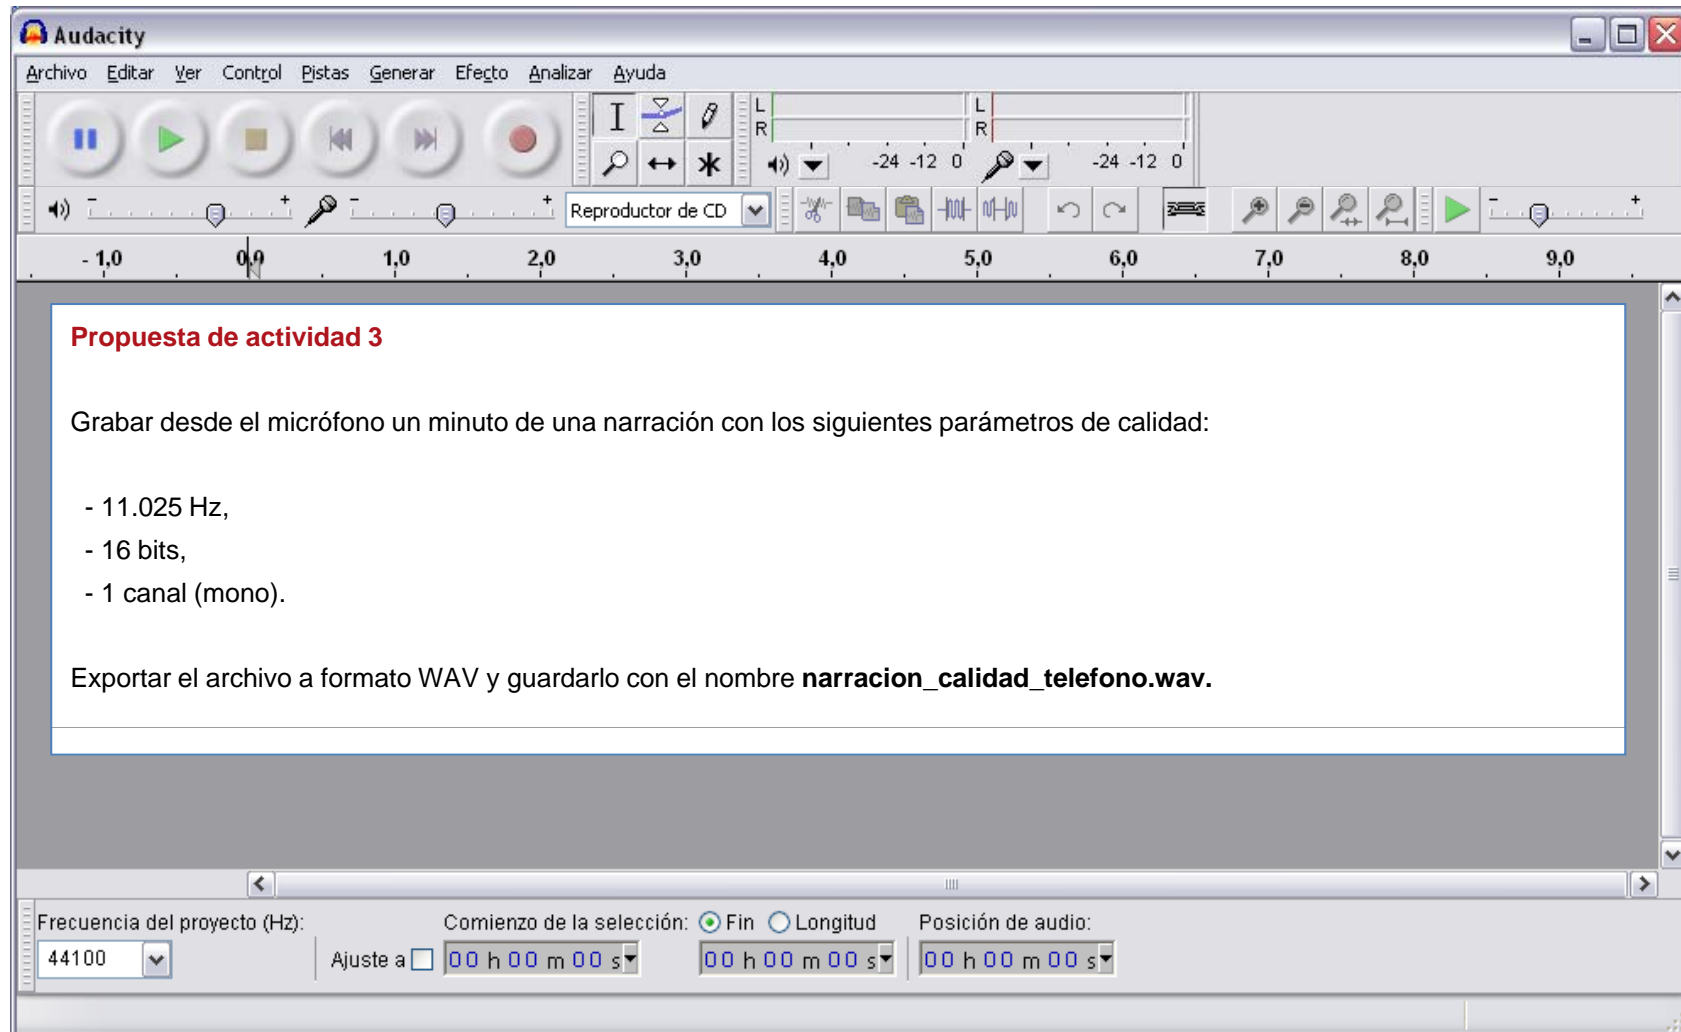 Audacity
Archivo Editar Ver Control Pistas Generar Efecto Analizar Ayuda
L
R
-24 -12 0
L
R
-24 -12 0
- + - + Reproductor de CD - +
- 1,0 0,0 1,0 2,0 3,0 4,0 5,0 6,0 7,0 8,0 9,0
Propuesta de actividad 3
Grabar desde el micrófono un minuto de una narración con los siguientes parámetros de calidad:
- 11.025 Hz,
- 16 bits,
- 1 canal (mono).
Exportar el archivo a formato WAV y guardarlo con el nombre narracion_calidad_telefono.wav.
Frecuencia del proyecto (Hz): Comienzo de la selección: Fin Longitud Posición de audio:
44100 Ajuste a 00 h 00 m 00 s 00 h 00 m 00 s 00 h 00 m 00 s